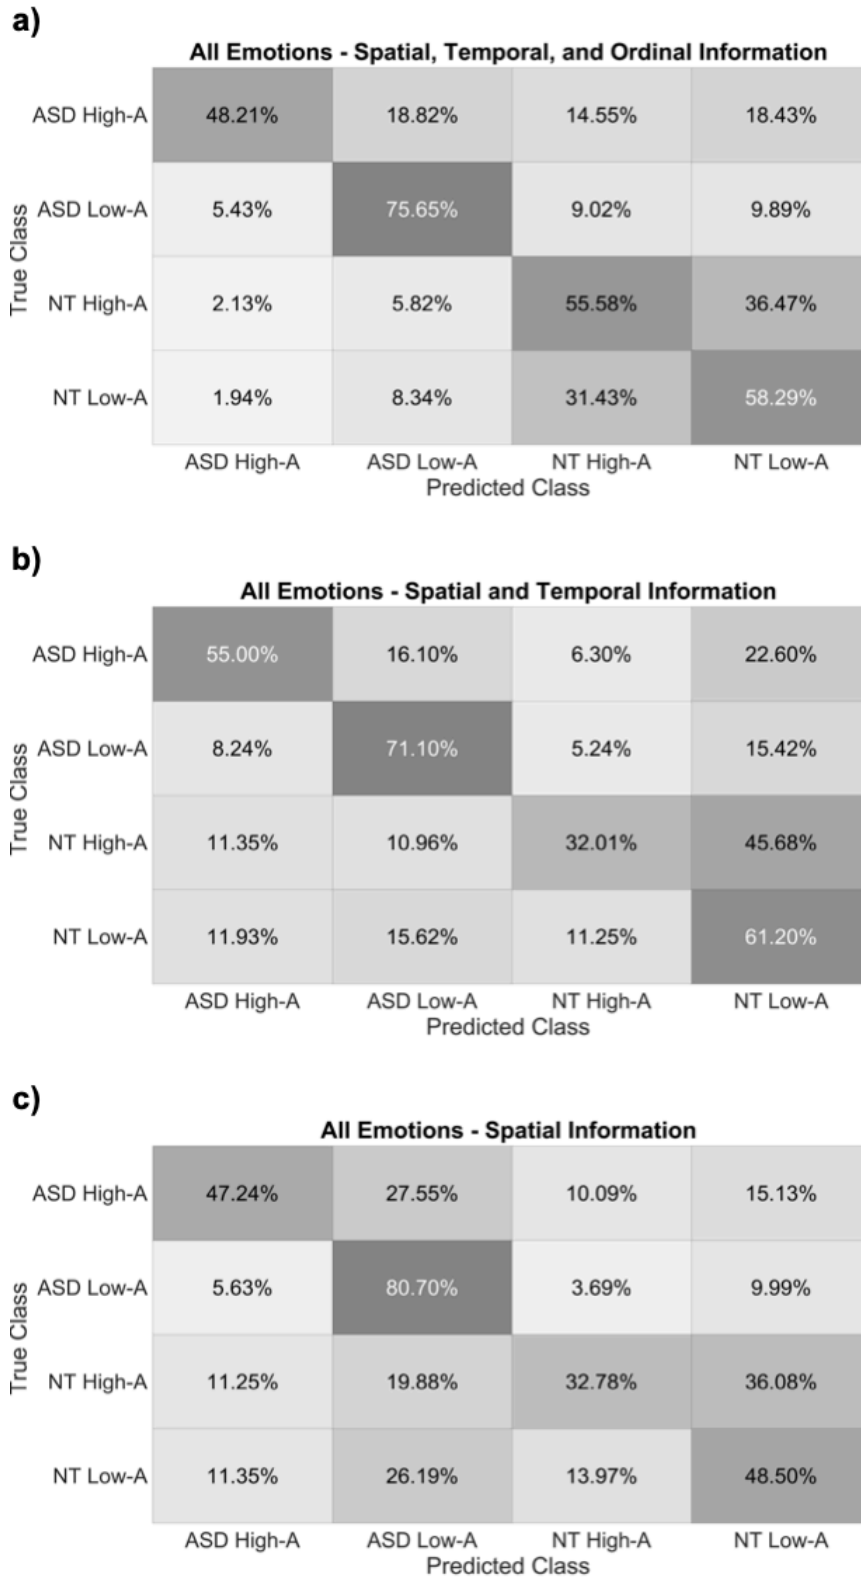 a)
All Emotions - Spatial, Temporal, and Ordinal Information
True Class
ASD High-A 48.21% 18.82% 14.55% 18.43%
ASD Low-A 5.43% 75.65% 9.02% 9.89%
NT High-A 2.13% 5.82% 55.58% 36.47%
NT Low-A 1.94% 8.34% 31.43% 58.29%
ASD High-A ASD Low-A NT High-A NT Low-A
Predicted Class
b)
All Emotions - Spatial and Temporal Information
True Class
ASD High-A 55.00% 16.10% 6.30% 22.60%
ASD Low-A 8.24% 71.10% 5.24% 15.42%
NT High-A 11.35% 10.96% 32.01% 45.68%
NT Low-A 11.93% 15.62% 11.25% 61.20%
ASD High-A ASD Low-A NT High-A NT Low-A
Predicted Class
c)
All Emotions - Spatial Information
True Class
ASD High-A 47.24% 27.55% 10.09% 15.13%
ASD Low-A 5.63% 80.70% 3.69% 9.99%
NT High-A 11.25% 19.88% 32.78% 36.08%
NT Low-A 11.35% 26.19% 13.97% 48.50%
ASD High-A ASD Low-A NT High-A NT Low-A
Predicted Class